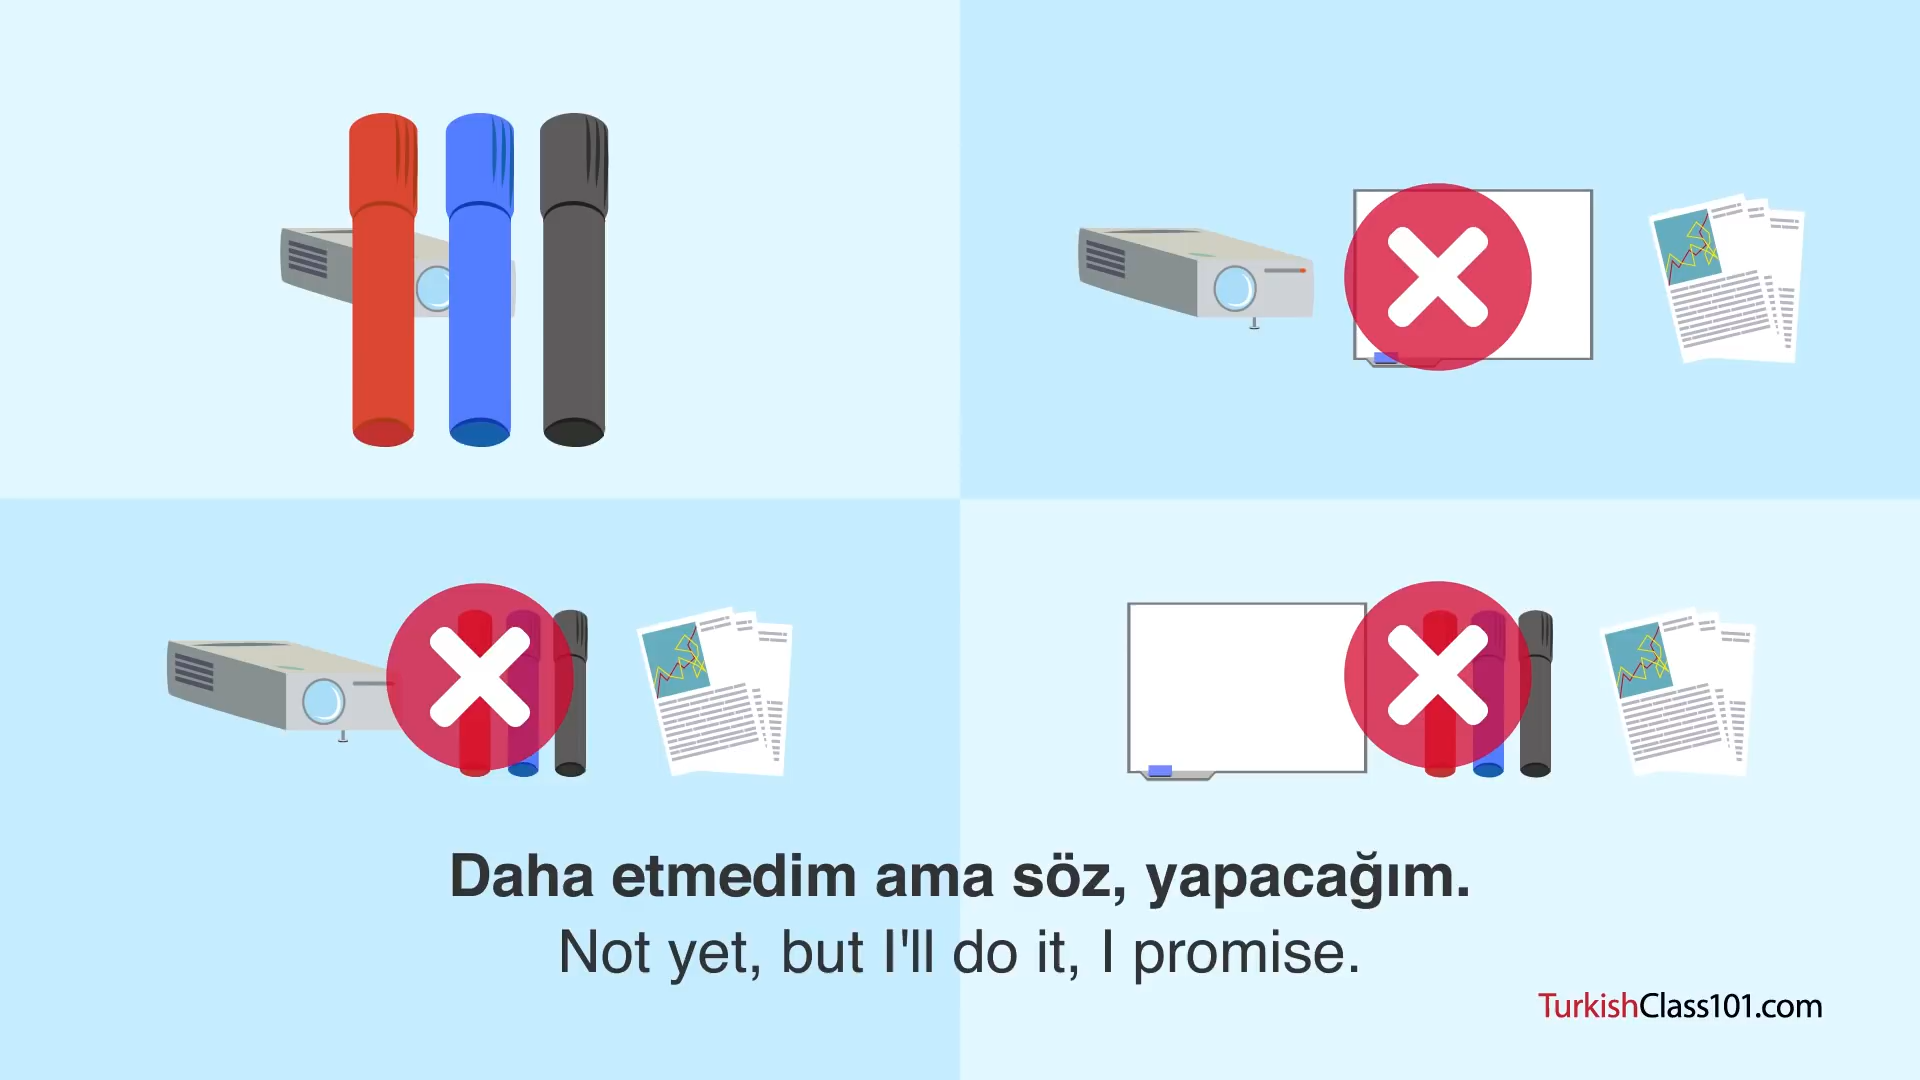 Daha etmedim ama söz, yapacağım.
Not yet, but I'll do it, I promise.
TurkishClass101.com